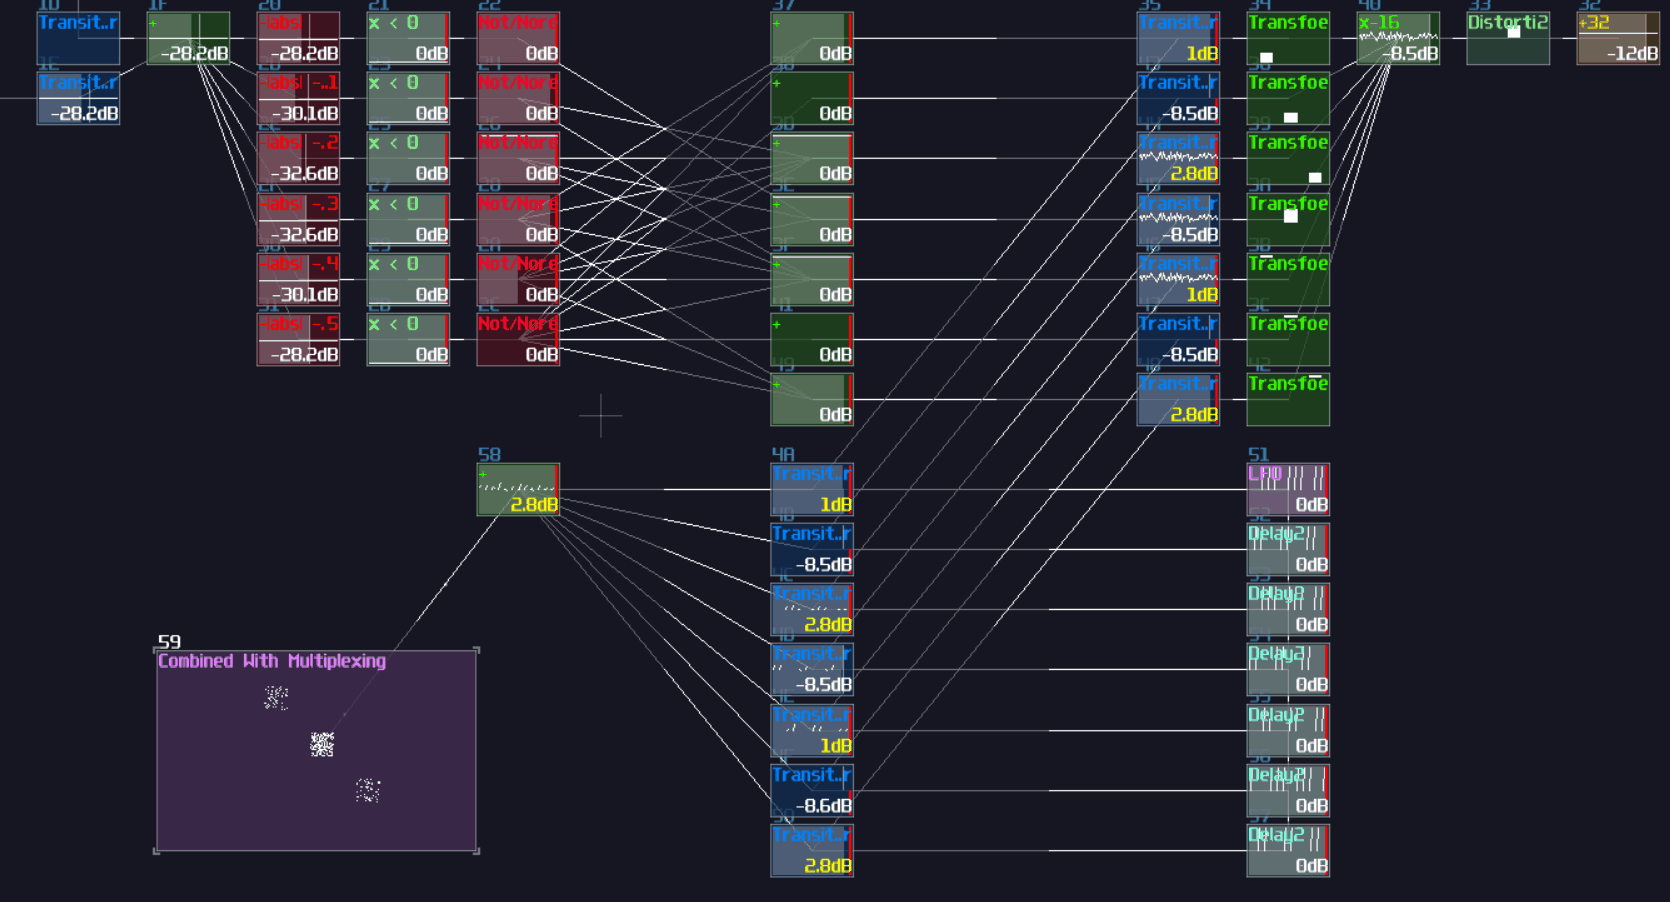 1D 1F 20 21 22 37 35 34 40 33 32
Transit..r + -labs| x < 0 Not/Nore + Transit..r Transfoe x-16 Distorti2 +32
-28.2dB -28.2dB 0dB 0dB 0dB 1dB -8.5dB -12dB
1E
Transit..r -labs| -.1 x < 0 Not/Nore + Transit..r Transfoe
-28.2dB -30.1dB 0dB 0dB 0dB -8.5dB
-labs| -.2 x < 0 Not/Nore + Transit..r Transfoe
-32.6dB 0dB 0dB 0dB 2.8dB
-labs| -.3 x < 0 Not/Nore + Transit..r Transfoe
-32.6dB 0dB 0dB 0dB -8.5dB
-labs| -.4 x < 0 Not/Nore + Transit..r Transfoe
-30.1dB 0dB 0dB 0dB 1dB
-labs| -.5 x < 0 Not/Nore + Transit..r Transfoe
-28.2dB 0dB 0dB 0dB -8.5dB
+ Transit..r Transfoe
0dB 2.8dB
58 4A 51
+ Transit..r LFO
2.8dB 1dB 0dB
Transit..r Delay2
-8.5dB 0dB
Transit..r Delay2
2.8dB 0dB
59
Combined With Multiplexing
Transit..r Delay2
-8.5dB 0dB
Transit..r Delay2
1dB 0dB
Transit..r Delay2
-8.6dB 0dB
Transit..r Delay2
2.8dB 0dB